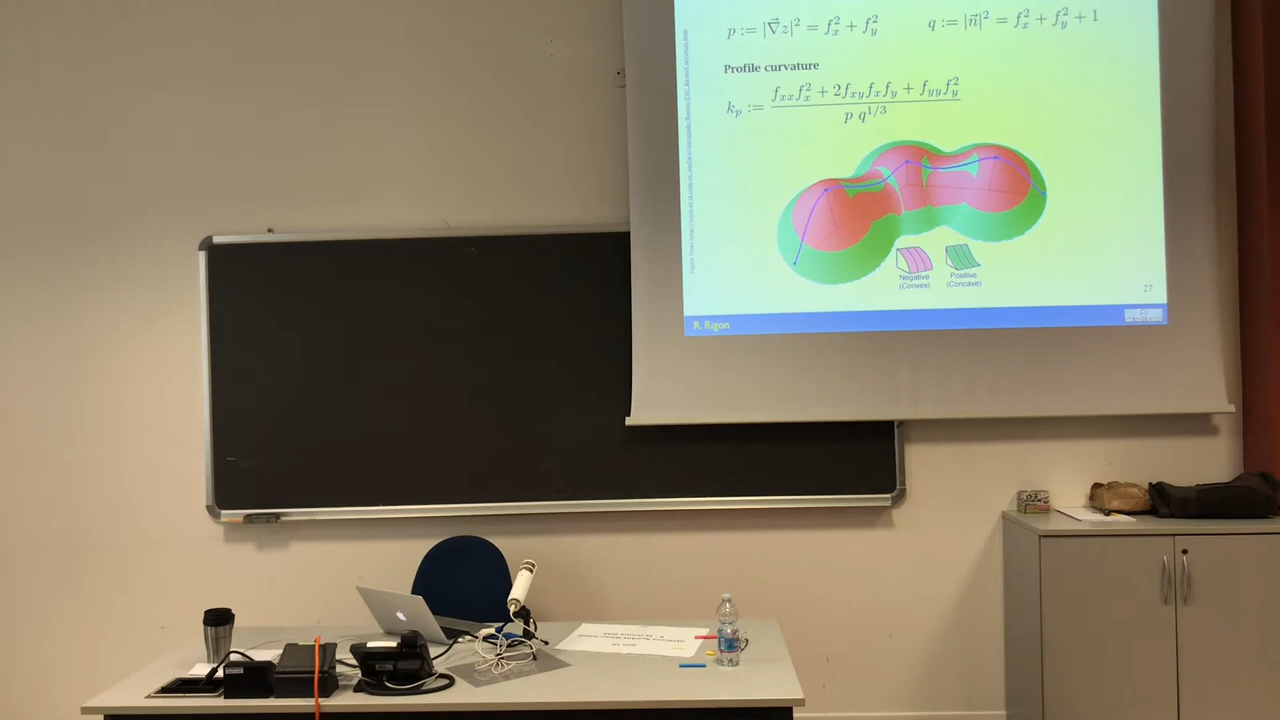 p := |∇⃗z|² = f_x² + f_y²    q := |n⃗|² = f_x² + f_y² + 1
Profile curvature
k_p := (f_xx f_x² + 2f_xy f_x f_y + f_yy f_y²) / (p q^{1/3})
Negative (Convex)
Positive (Concave)
27
R. Rigon